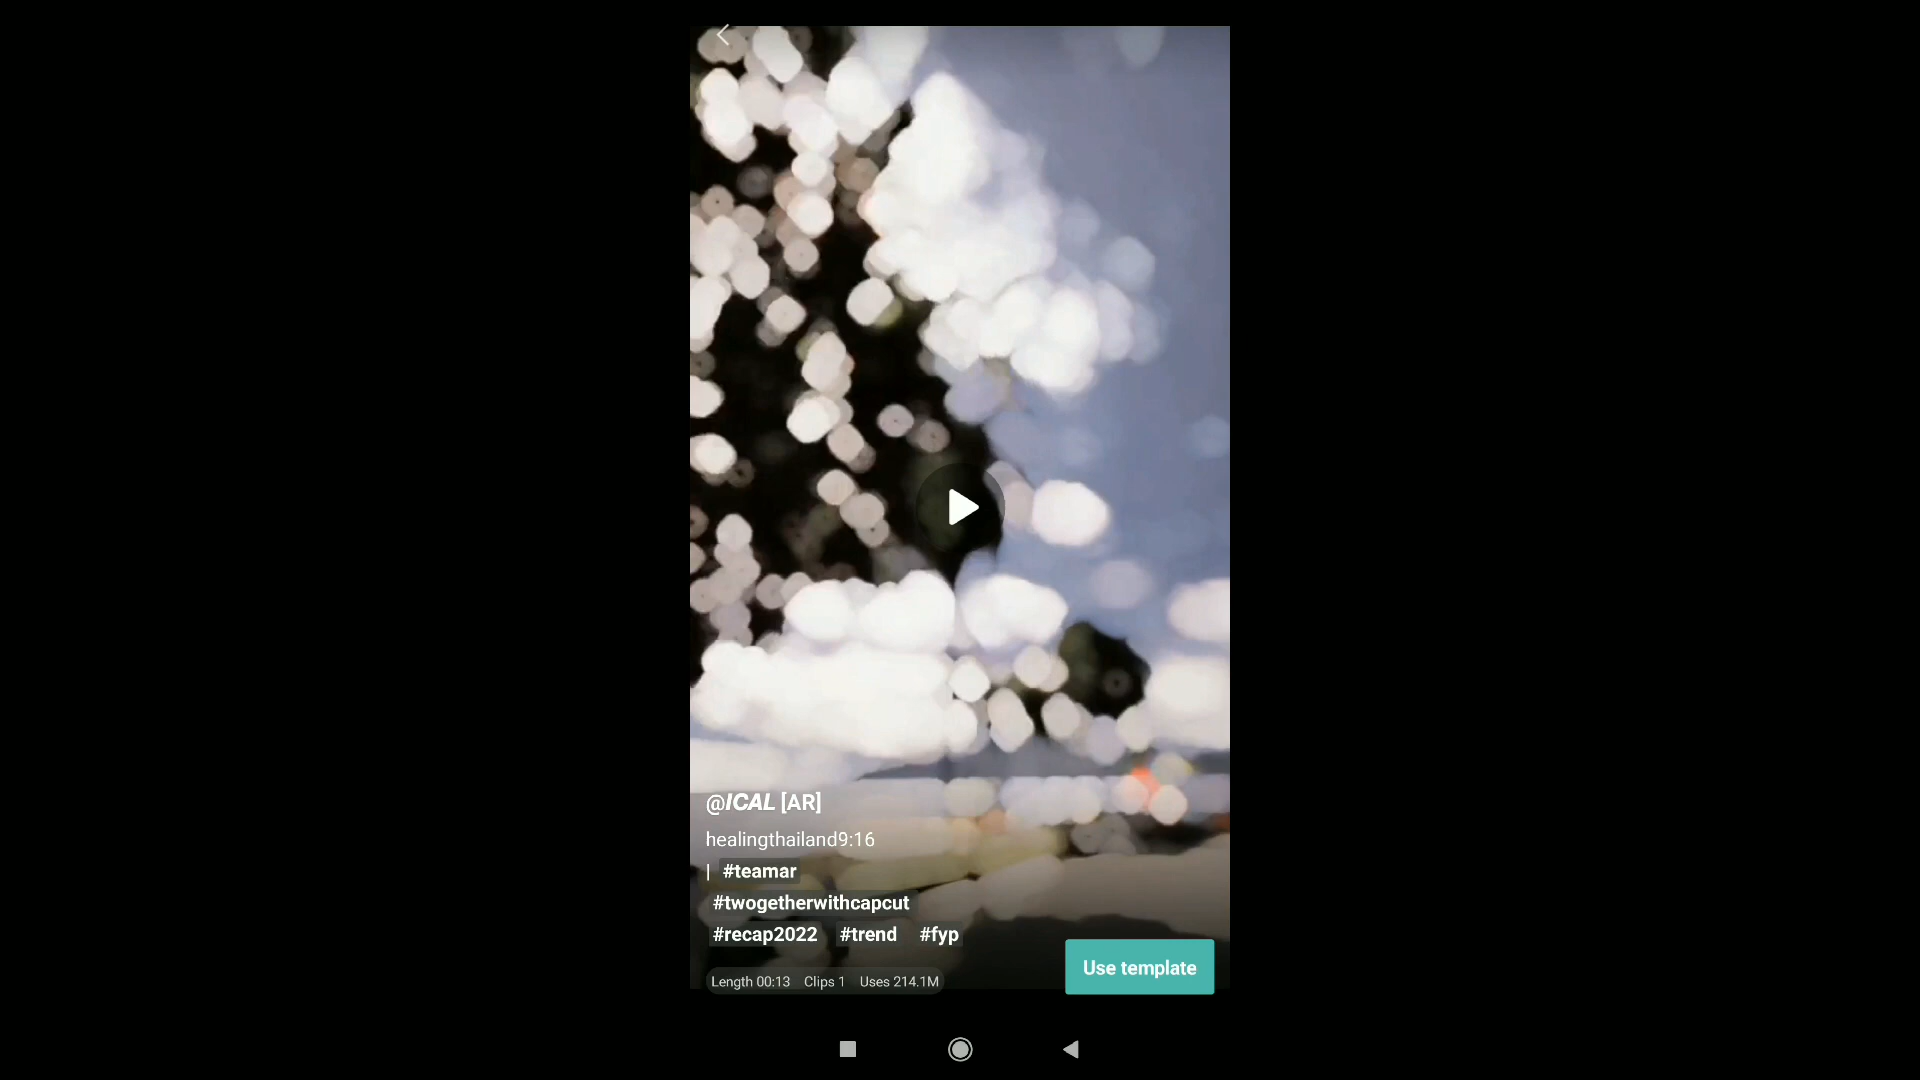 @ICAL [AR]
healingthailand9:16
| #teamar
#twogetherwithcapcut
#recap2022 #trend #fyp
Length 00:13 Clips 1 Uses 214.1M
Use template